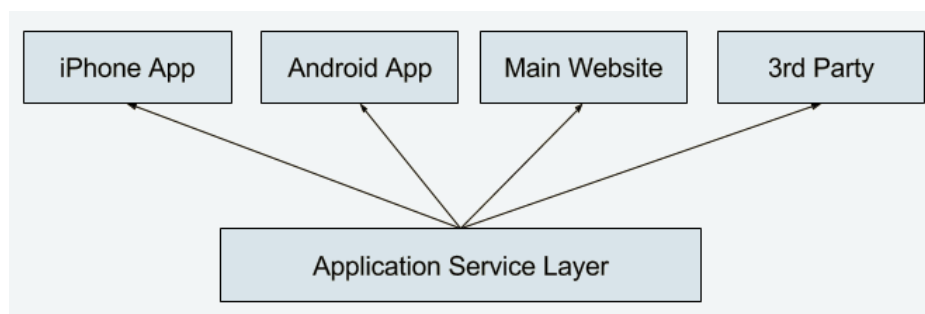 iPhone App
Android App
Main Website
3rd Party
Application Service Layer